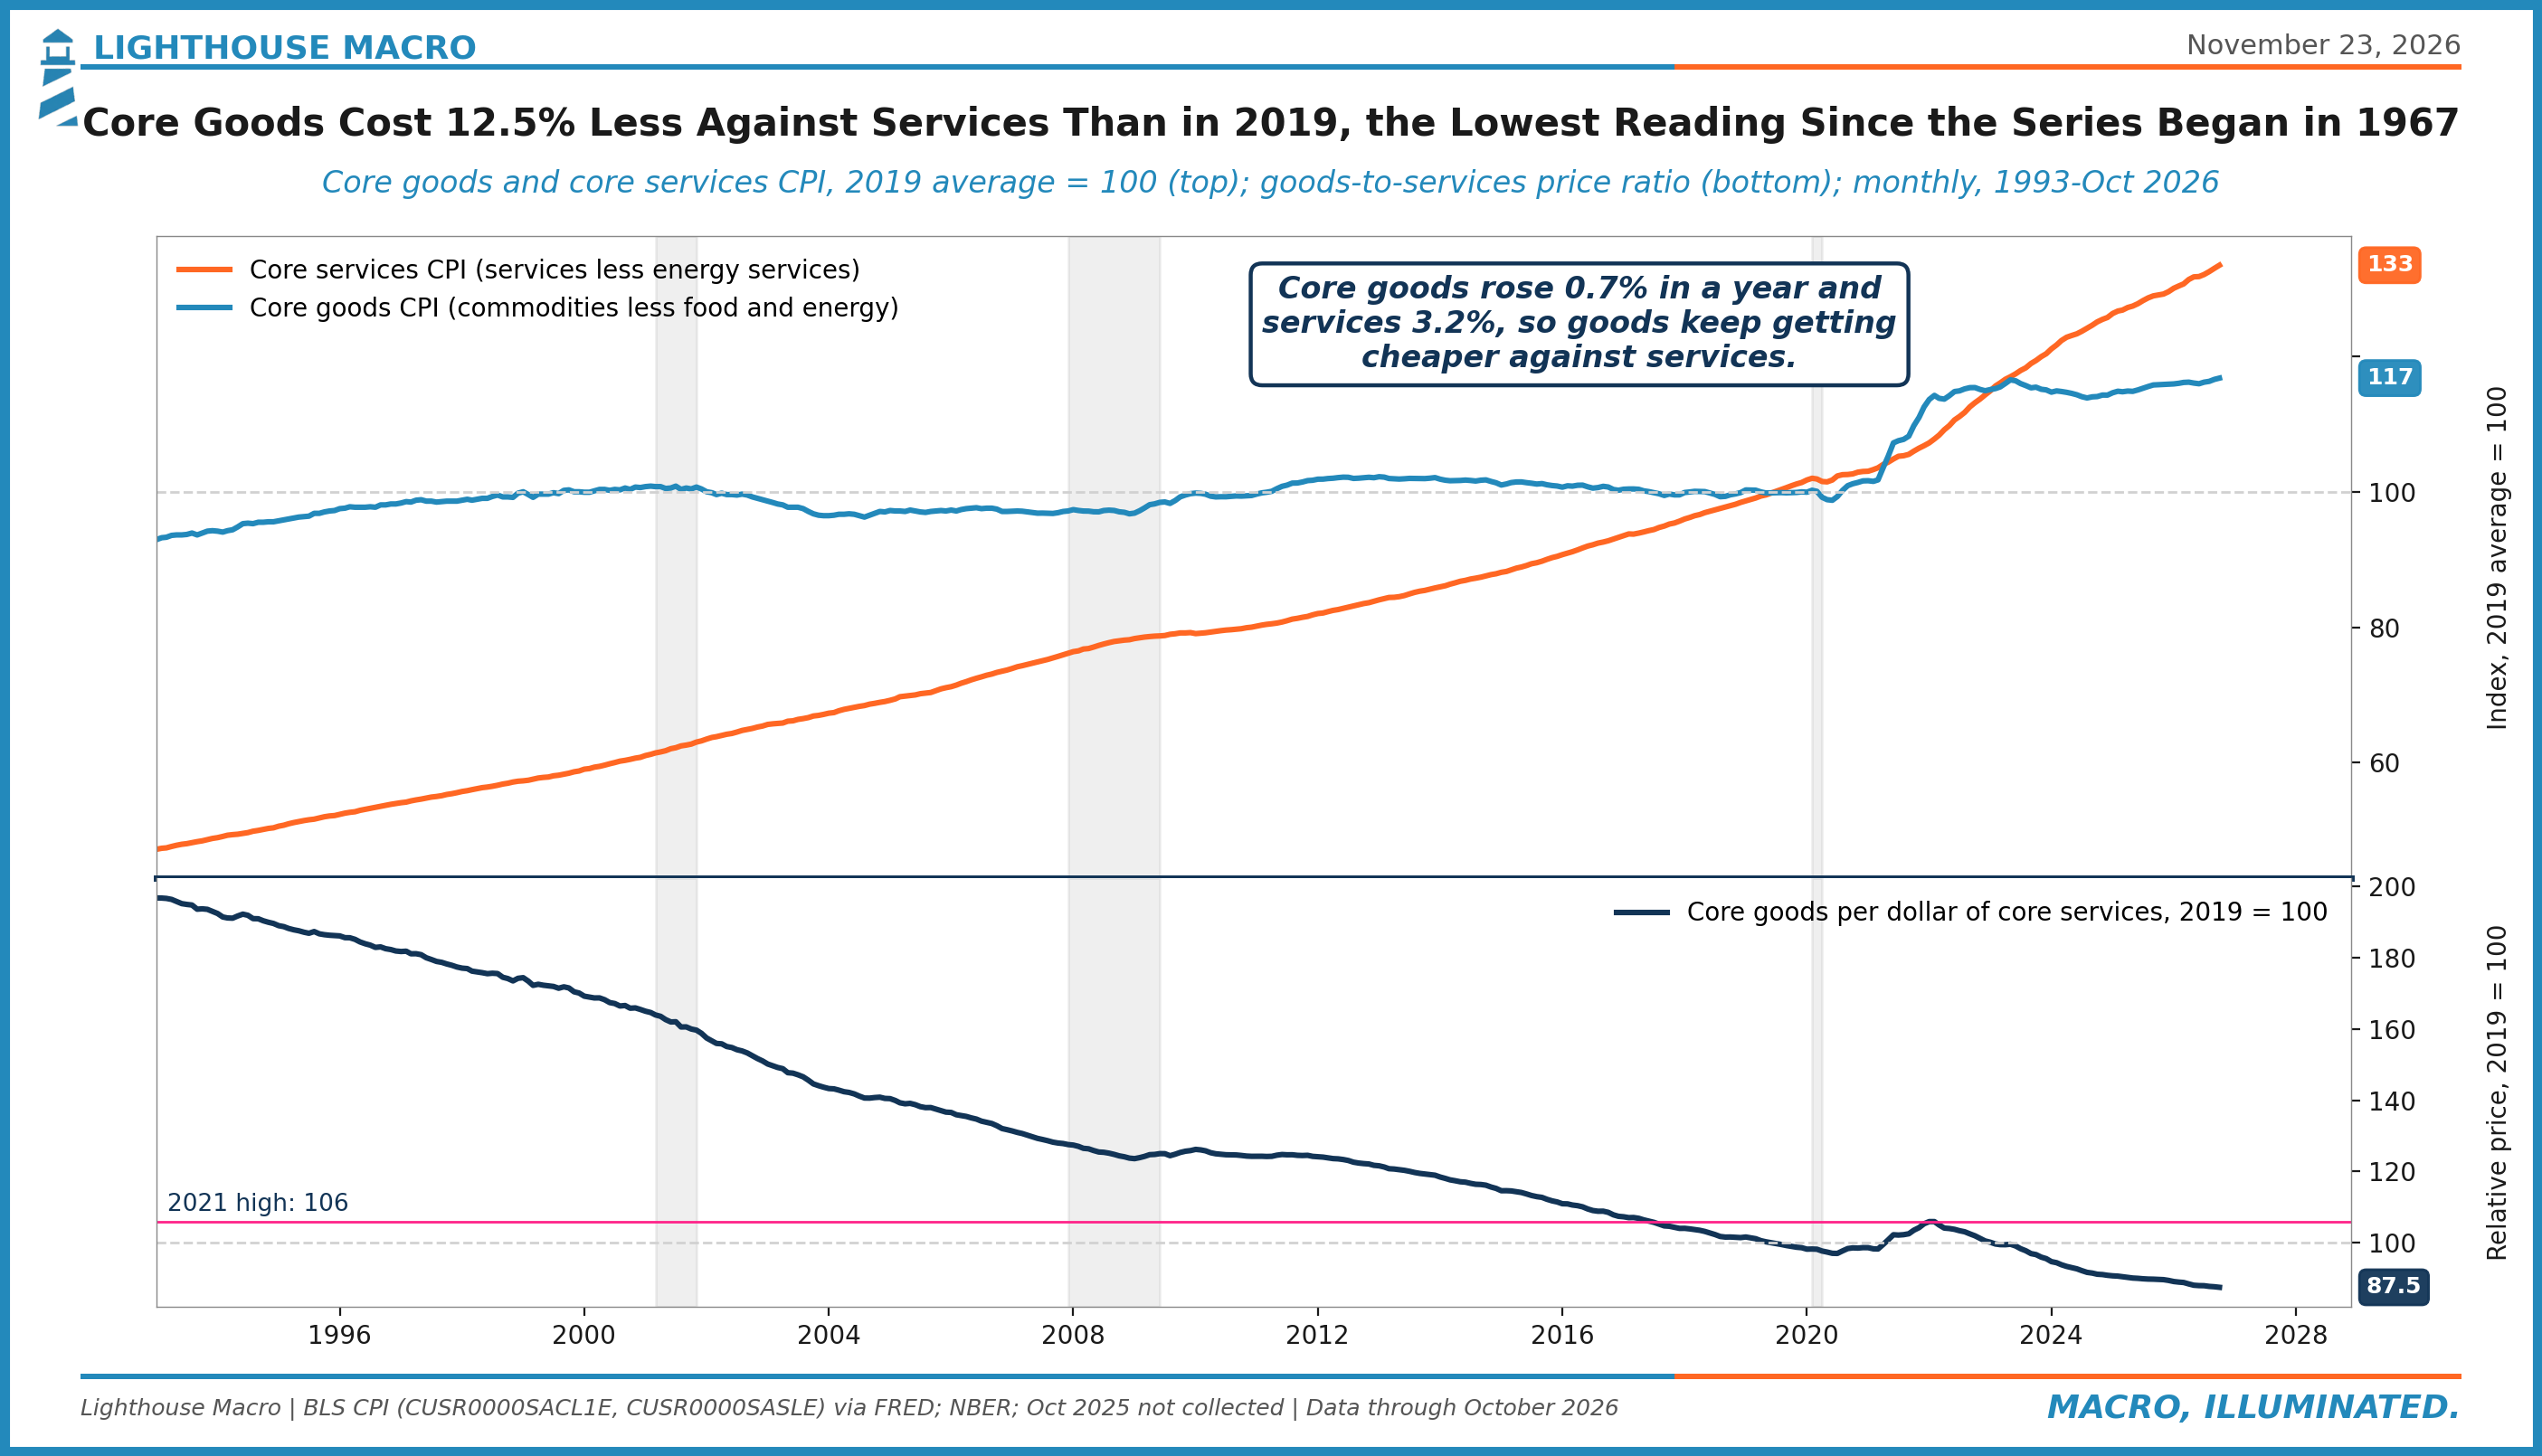 LIGHTHOUSE MACRO
November 23, 2026
Core Goods Cost 12.5% Less Against Services Than in 2019, the Lowest Reading Since the Series Began in 1967
Core goods and core services CPI, 2019 average = 100 (top); goods-to-services price ratio (bottom); monthly, 1993-Oct 2026
Core services CPI (services less energy services)
Core goods CPI (commodities less food and energy)
Core goods rose 0.7% in a year and
services 3.2%, so goods keep getting
cheaper against services.
133
117
100
80
60
Index, 2019 average = 100
Core goods per dollar of core services, 2019 = 100
2021 high: 106
200
180
160
140
120
100
87.5
Relative price, 2019 = 100
1996
2000
2004
2008
2012
2016
2020
2024
2028
Lighthouse Macro | BLS CPI (CUSR0000SACL1E, CUSR0000SASLE) via FRED; NBER; Oct 2025 not collected | Data through October 2026
MACRO, ILLUMINATED.